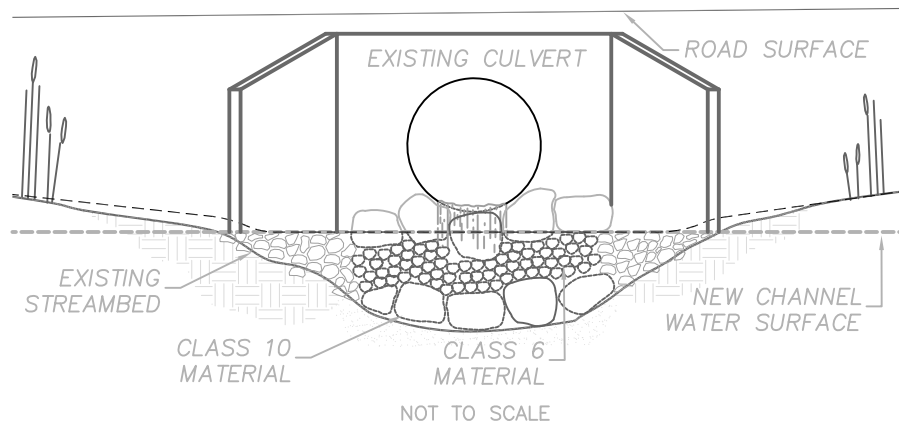 ROAD SURFACE
EXISTING CULVERT
EXISTING
STREAMBED
NEW CHANNEL
WATER SURFACE
CLASS 10
MATERIAL
CLASS 6
MATERIAL
NOT TO SCALE